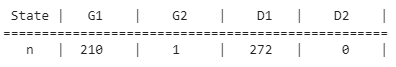 State | G1 | G2 | D1 | D2 |
==================================================
n | 210 | 1 | 272 | 0 |